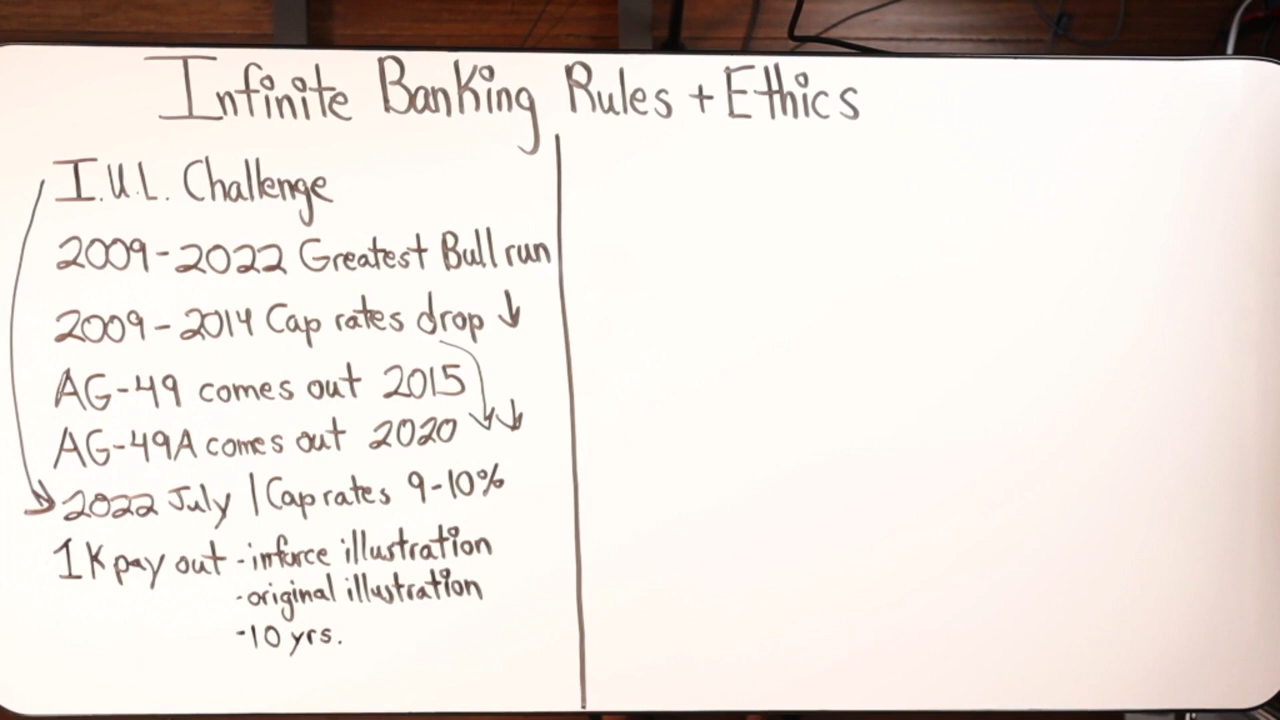 Infinite Banking Rules + Ethics
I.U.L. Challenge
2009-2022 Greatest Bull run
2009-2014 Cap rates drop ↓
AG-49 comes out 2015
AG-49A comes out 2020 ↓
2022 July | Cap rates 9-10%
1K pay out - inforce illustration
- original illustration
- 10 yrs.